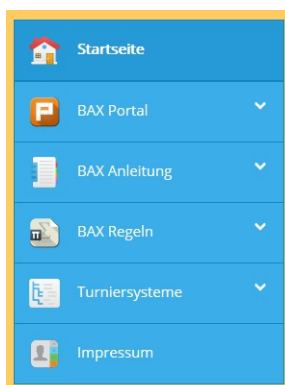 Startseite
BAX Portal
BAX Anleitung
BAX Regeln
Turniersysteme
Impressum